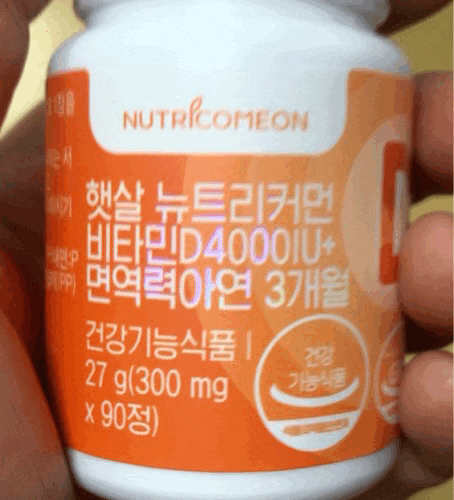 NUTRICOMEON
햇살 뉴트리커먼
비타민D4000IU+
면역력아연 3개월
건강기능식품 |
27 g(300 mg
x 90정)
건강
기능식품